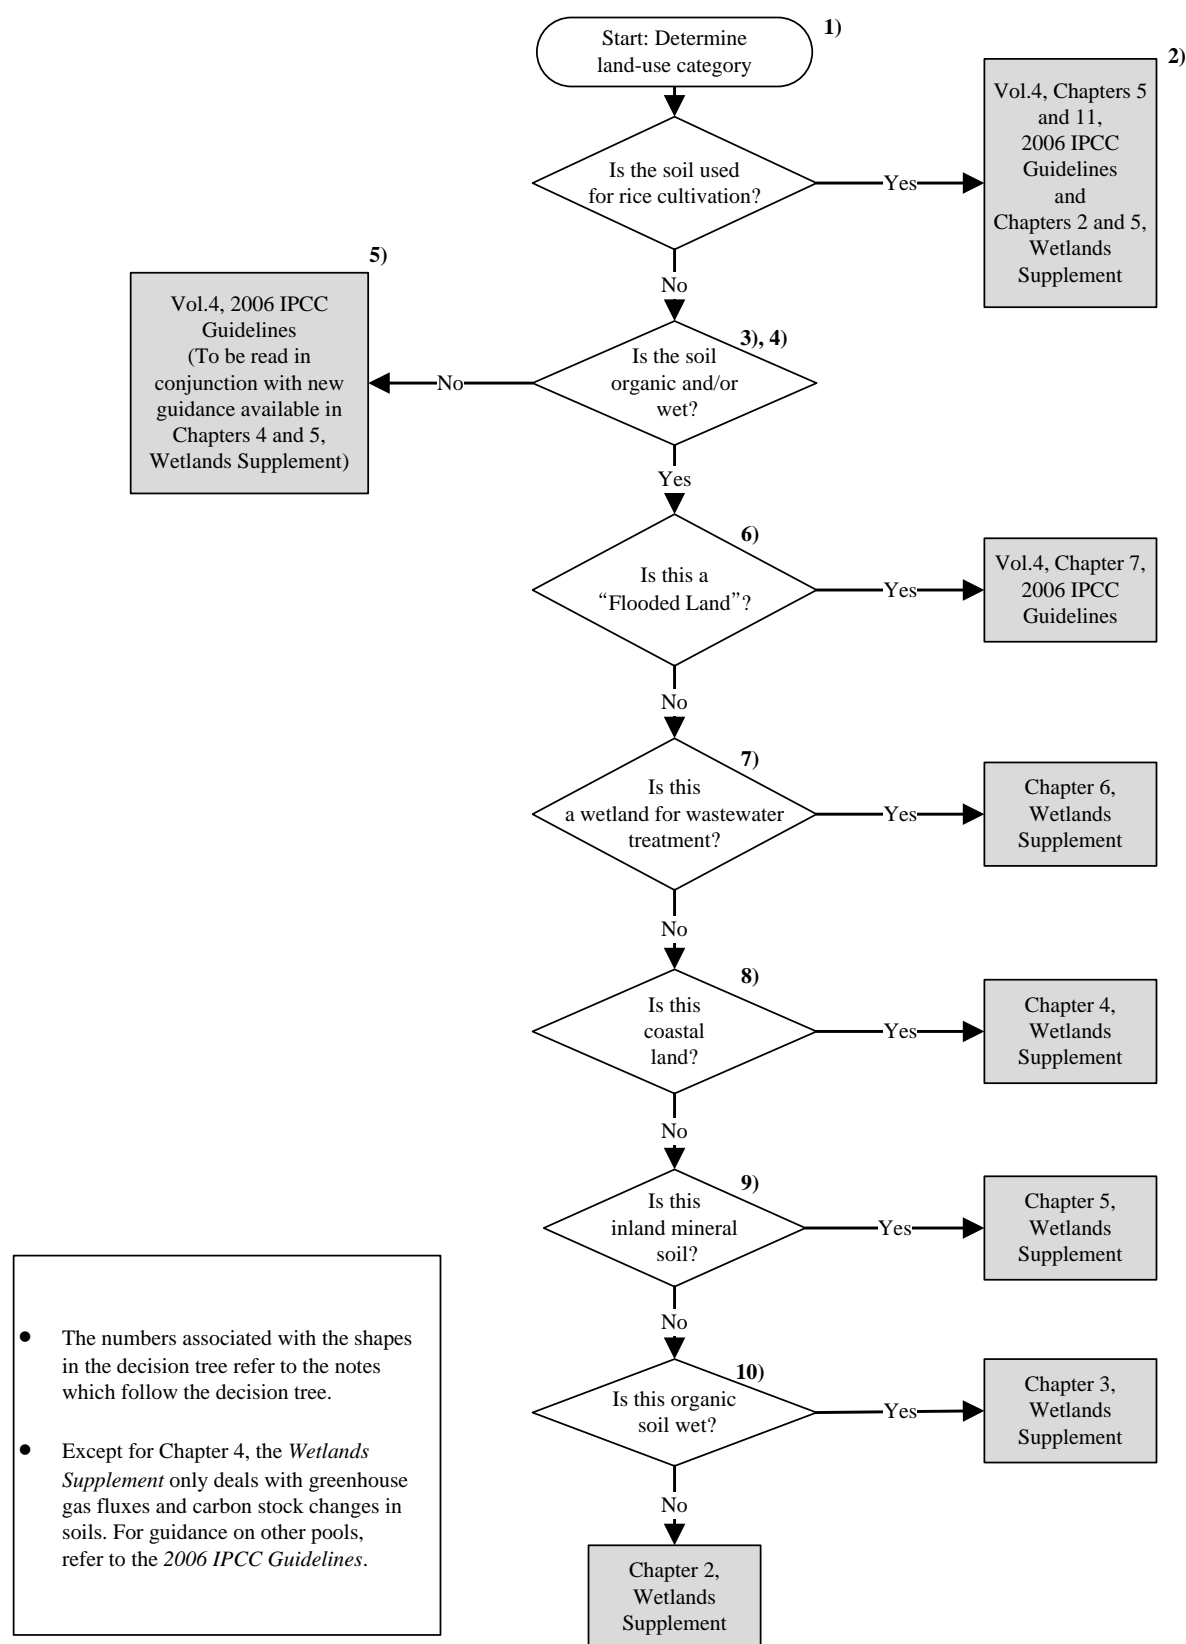 Start: Determine
land-use category
1)
2)
Vol.4, Chapters 5
and 11,
2006 IPCC
Guidelines
and
Chapters 2 and 5,
Wetlands
Supplement
Is the soil used
for rice cultivation?
Yes
No
5)
Vol.4, 2006 IPCC
Guidelines
(To be read in
conjunction with new
guidance available in
Chapters 4 and 5,
Wetlands Supplement)
No
3), 4)
Is the soil
organic and/or
wet?
Yes
6)
Is this a
“Flooded Land”?
Yes
Vol.4, Chapter 7,
2006 IPCC
Guidelines
No
7)
Is this
a wetland for wastewater
treatment?
Yes
Chapter 6,
Wetlands
Supplement
No
8)
Is this
coastal
land?
Yes
Chapter 4,
Wetlands
Supplement
No
9)
Is this
inland mineral
soil?
Yes
Chapter 5,
Wetlands
Supplement
No
10)
Is this organic
soil wet?
Yes
Chapter 3,
Wetlands
Supplement
No
Chapter 2,
Wetlands
Supplement
• The numbers associated with the shapes
in the decision tree refer to the notes
which follow the decision tree.
• Except for Chapter 4, the Wetlands
Supplement only deals with greenhouse
gas fluxes and carbon stock changes in
soils. For guidance on other pools,
refer to the 2006 IPCC Guidelines.